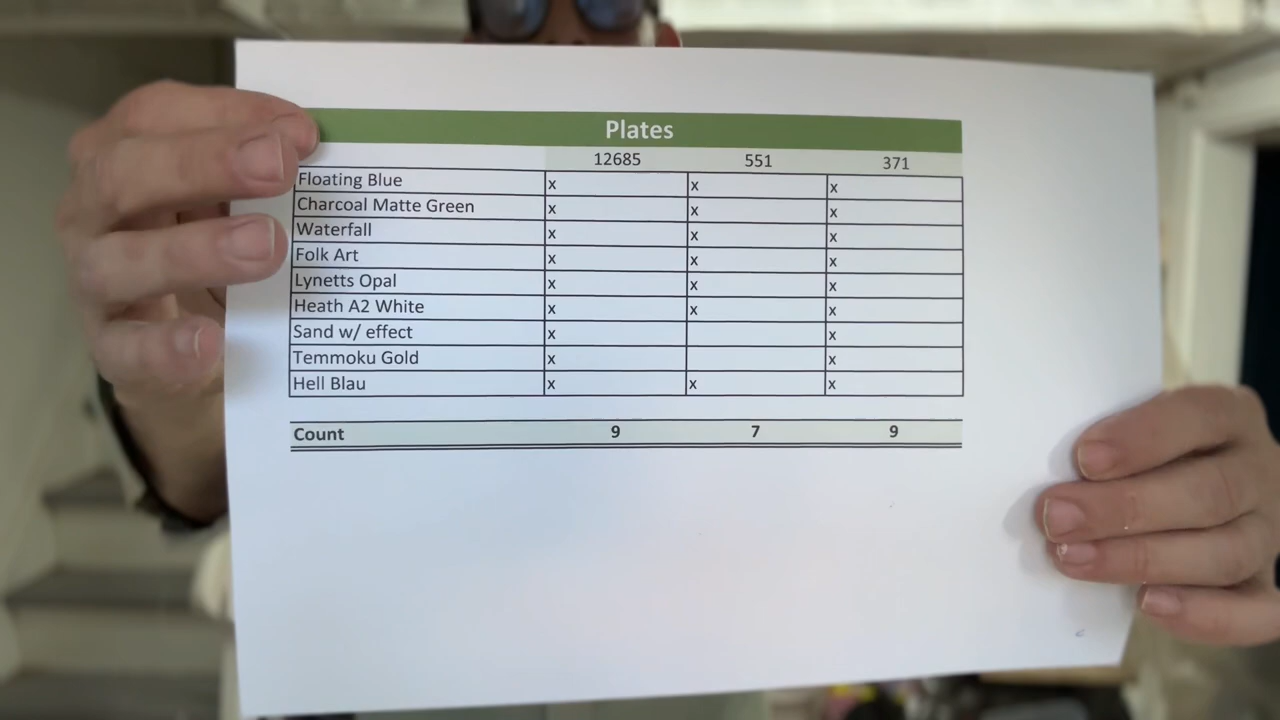 Plates
12685 551 371
Floating Blue x x x
Charcoal Matte Green x x x
Waterfall x x x
Folk Art x x x
Lynetts Opal x x x
Heath A2 White x x x
Sand w/ effect x x
Temmoku Gold x x
Hell Blau x x x
Count 9 7 9